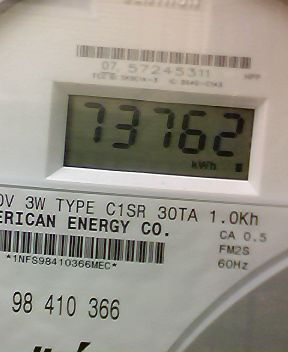 07 57245311
73762
kWh
0V 3W TYPE C1SR 30TA 1.0Kh
ERICAN ENERGY CO.
CA 0.5
FM2S
60Hz
*1NFS98410366MEC*
98 410 366